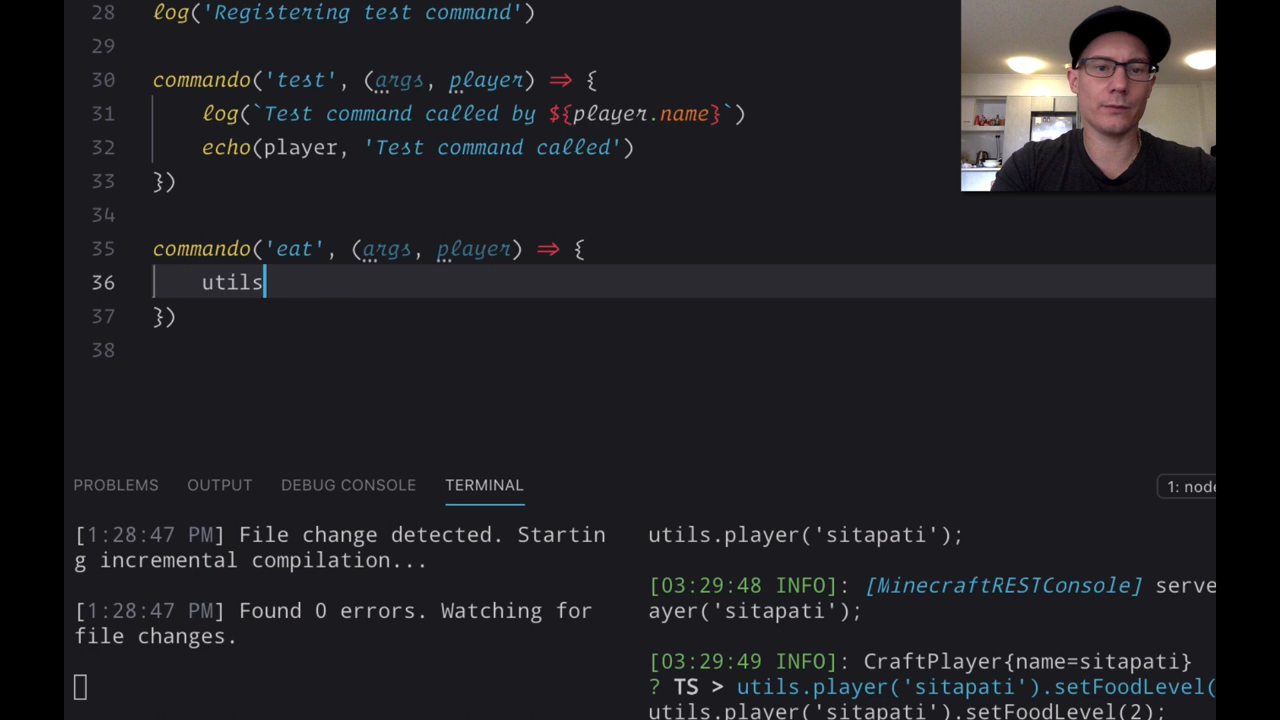 28 log('Registering test command')
29
30 commando('test', (args, player) => {
31 log(`Test command called by ${player.name}`)
32 echo(player, 'Test command called')
33 })
34
35 commando('eat', (args, player) => {
36 utils
37 })
38
PROBLEMS OUTPUT DEBUG CONSOLE TERMINAL 1: node
[1:28:47 PM] File change detected. Startin
g incremental compilation...
[1:28:47 PM] Found 0 errors. Watching for
file changes.
utils.player('sitapati');
[03:29:48 INFO]: [MinecraftRESTConsole] serve
ayer('sitapati');
[03:29:49 INFO]: CraftPlayer{name=sitapati}
? TS > utils.player('sitapati').setFoodLevel(
utils.player('sitapati').setFoodLevel(2);